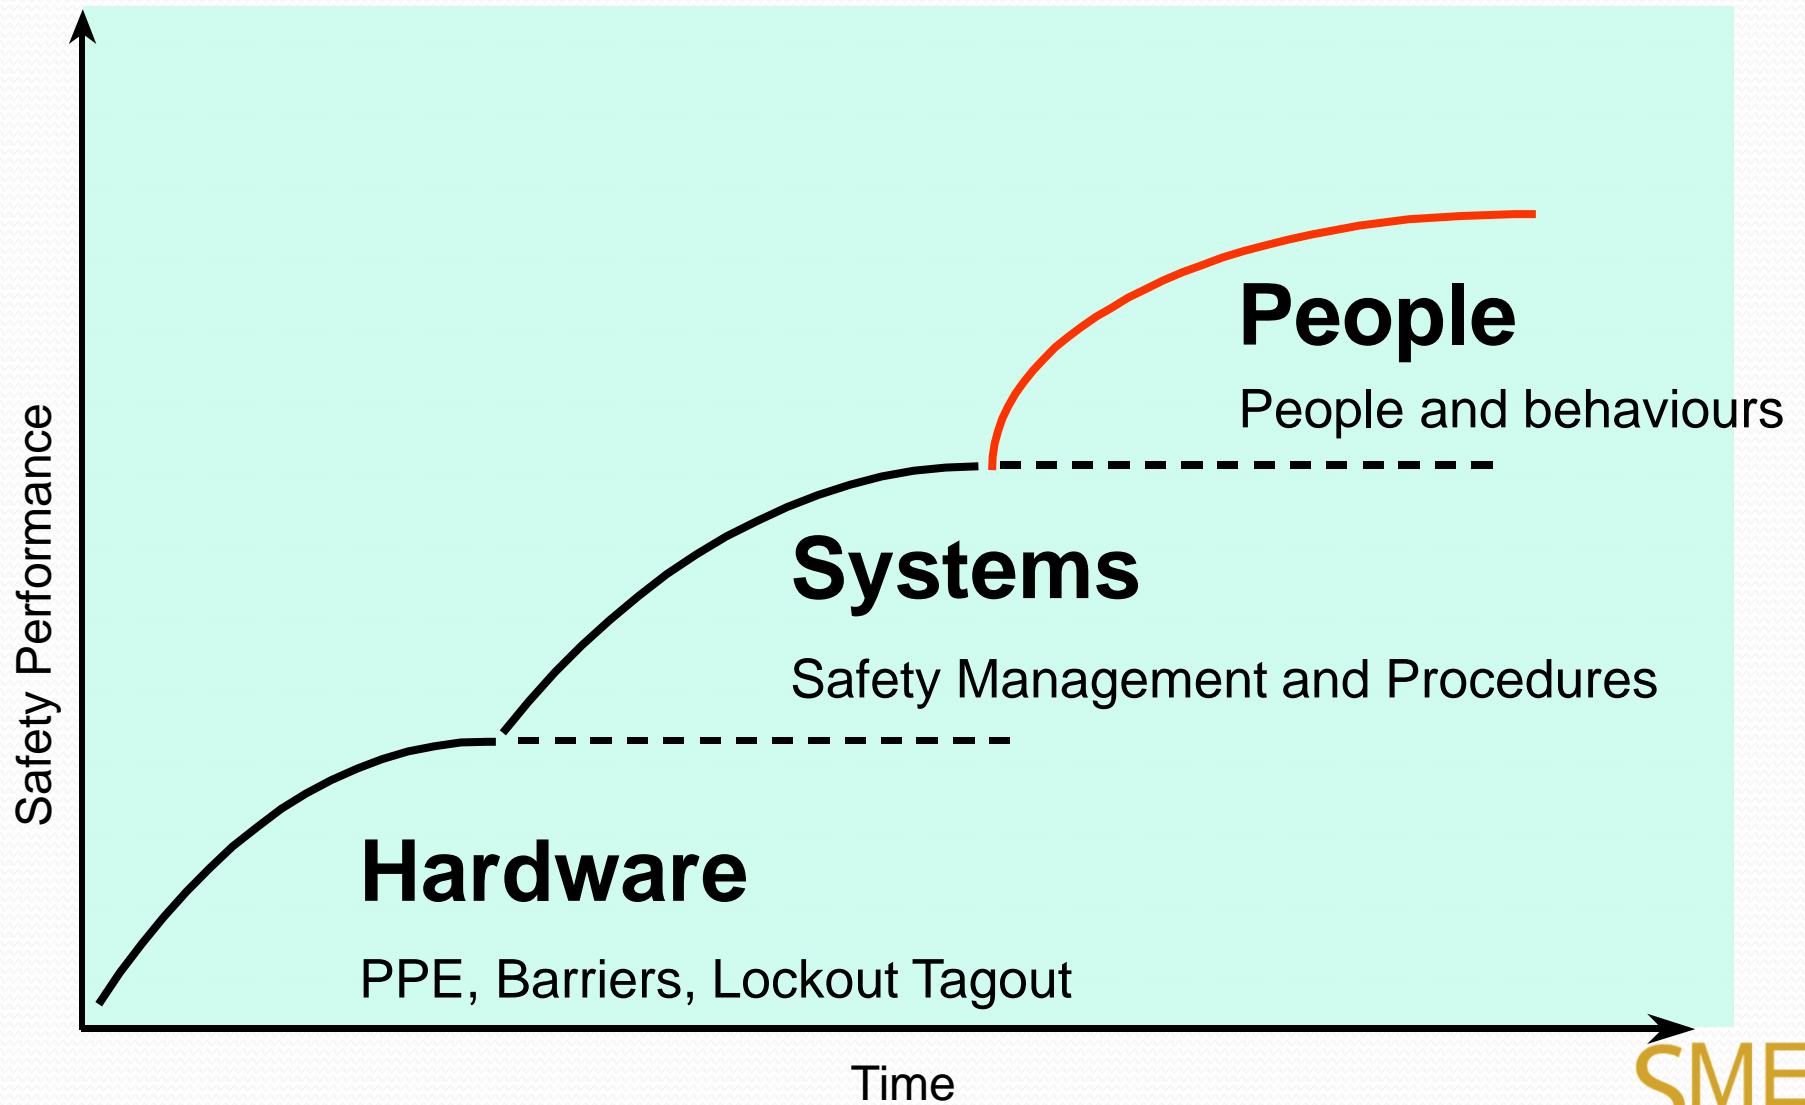 People
People and behaviours
Systems
Safety Management and Procedures
Safety Performance
Hardware
PPE, Barriers, Lockout Tagout
Time
SME